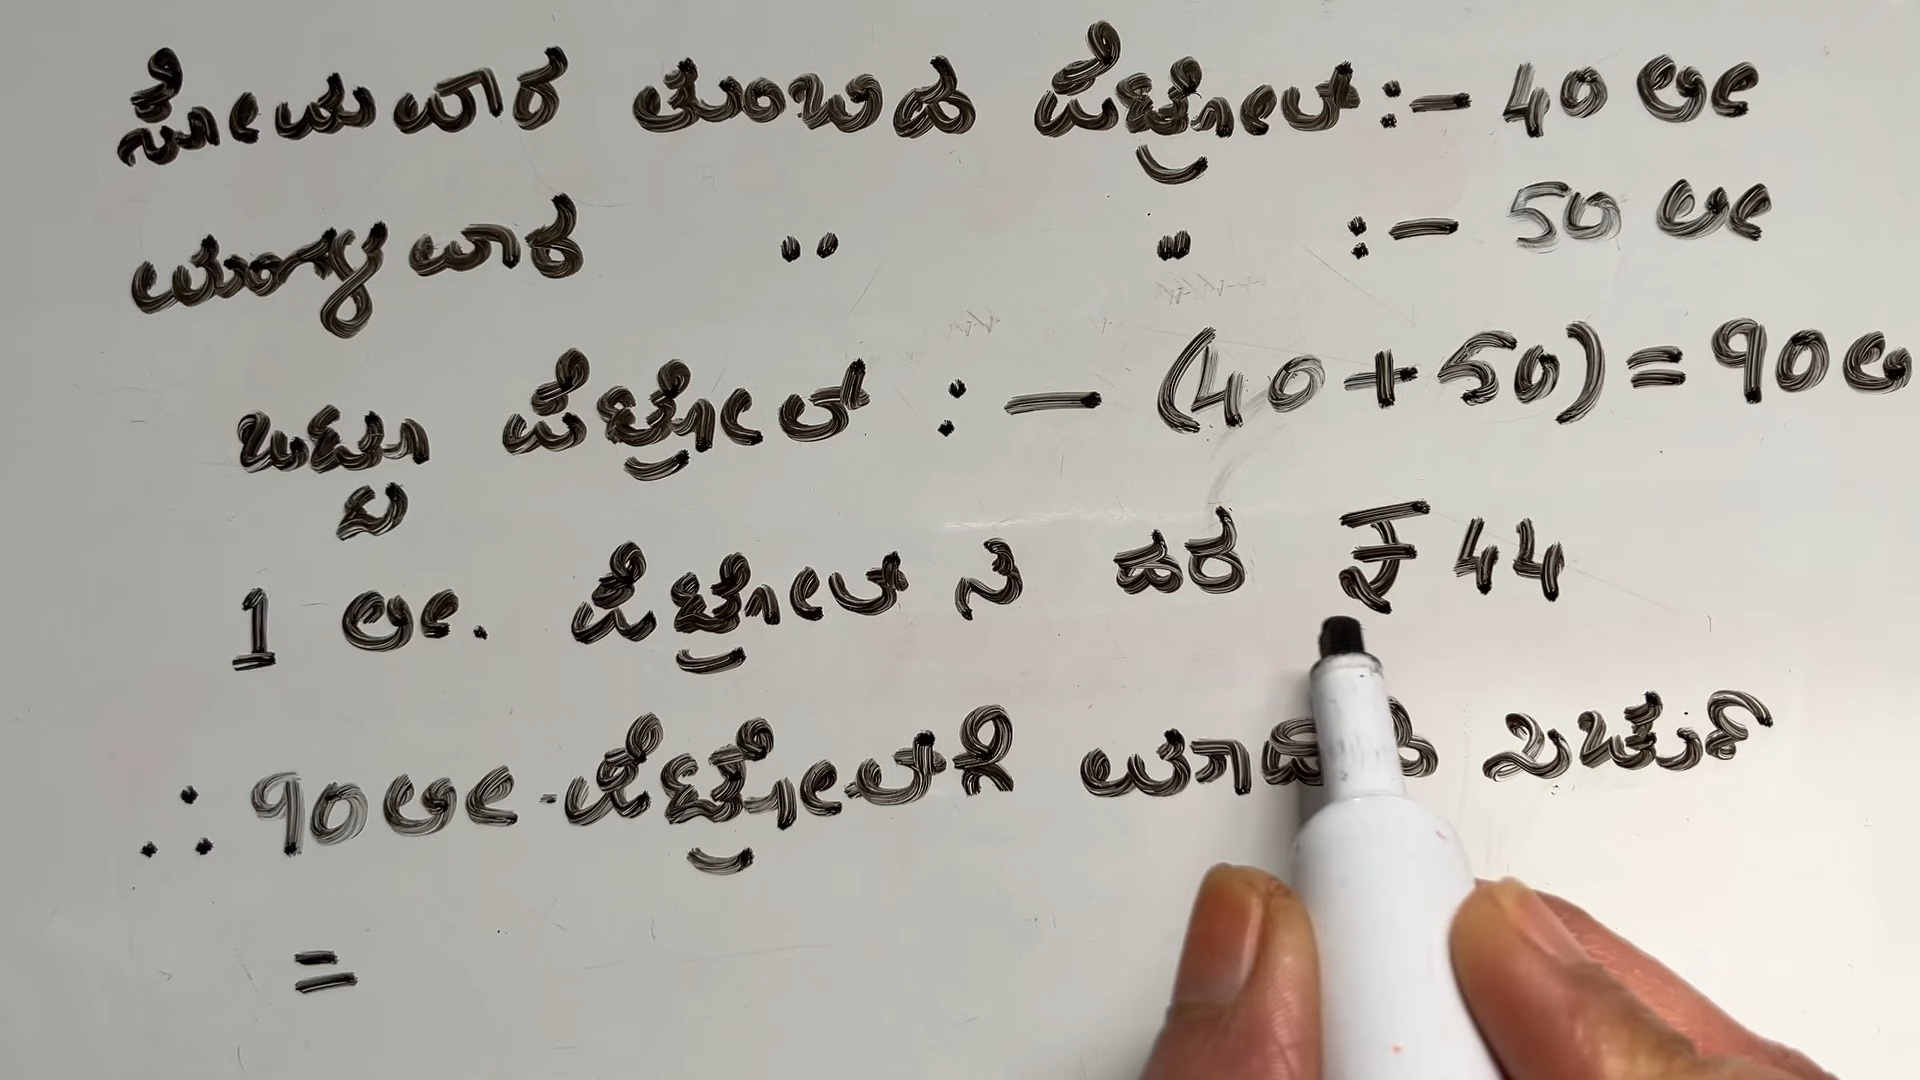 ಸೋಮವಾರ ತುಂಬಿದ ಪೆಟ್ರೋಲ್ :- 40 ಲೀ
ಮಂಗಳವಾರ " " :- 50 ಲೀ
ಒಟ್ಟು ಪೆಟ್ರೋಲ್ :- (40+50) = 90ಲೀ
1 ಲೀ. ಪೆಟ್ರೋಲ್ ನ ದರ ₹ 44
∴ 90ಲೀ ಪೆಟ್ರೋಲ್‌ಗೆ ಖರ್ಚು
=